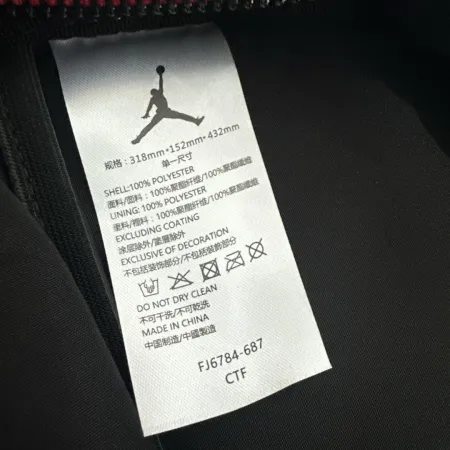 规格：318mm*152mm*432mm
单一尺寸
SHELL:100% POLYESTER
面料/面料：100%聚酯纤维/100%聚酯纖維
LINING: 100% POLYESTER
里料/裡料：100%聚酯纤维/100%聚酯纖維
EXCLUDING COATING
涂层除外/塗層除外
EXCLUSIVE OF DECORATION
不包括装饰部分/不包括裝飾部分
DO NOT DRY CLEAN
不可干洗/不可乾洗
MADE IN CHINA
中国制造/中國製造
FJ6784-687
CTF